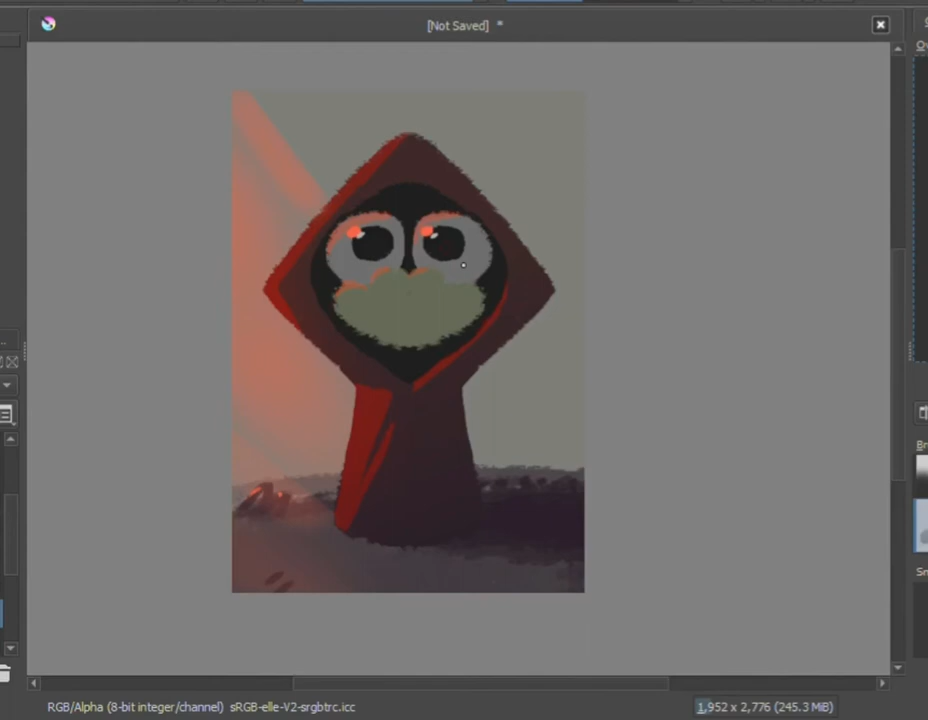 [Not Saved] *
RGB/Alpha (8-bit integer/channel) sRGB-elle-V2-srgbtrc.icc
1,952 x 2,776 (245.3 MiB)